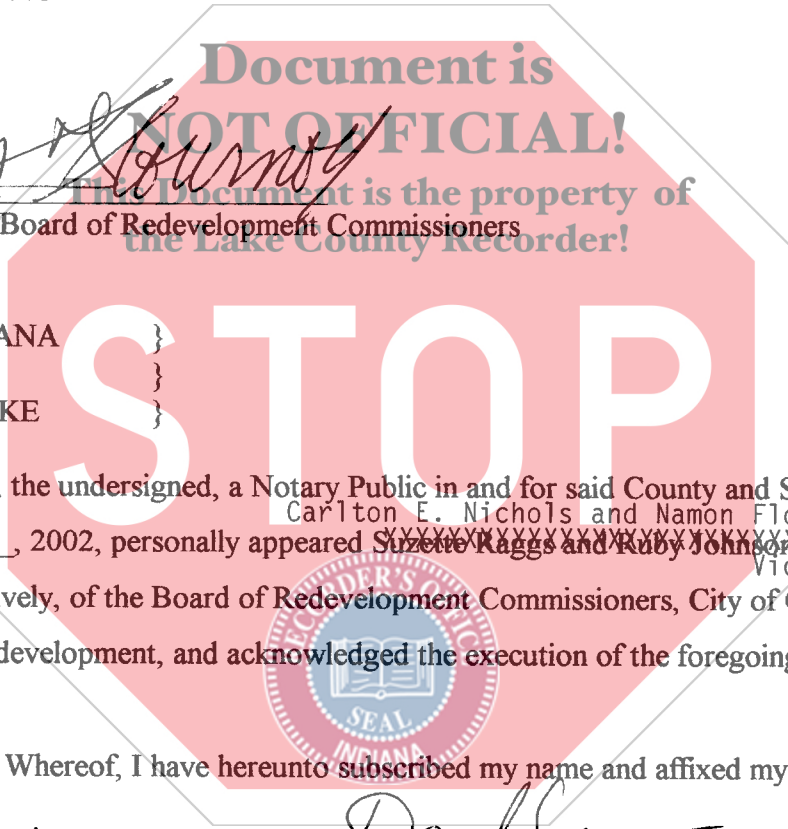 Document is
NOT OFFICIAL!
This Document is the property of
the Lake County Recorder!
Board of Redevelopment Commissioners
ANA }
}
KE }
STOP
the undersigned, a Notary Public in and for said County and S
Carlton E. Nichols and Namon Flo
, 2002, personally appeared Suzette Raggs and Ruby Johnson
Vic
vely, of the Board of Redevelopment Commissioners, City of
development, and acknowledged the execution of the foregoing
RECORDER'S OFFICE
SEAL
INDIANA
Whereof, I have hereunto subscribed my name and affixed my